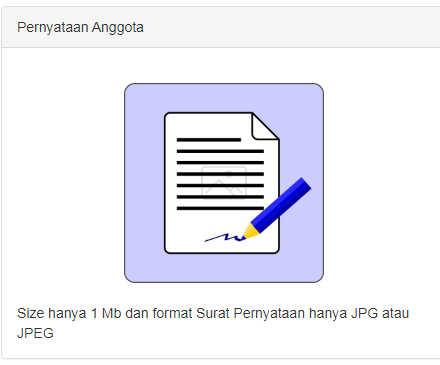 Pernyataan Anggota
Size hanya 1 Mb dan format Surat Pernyataan hanya JPG atau
JPEG